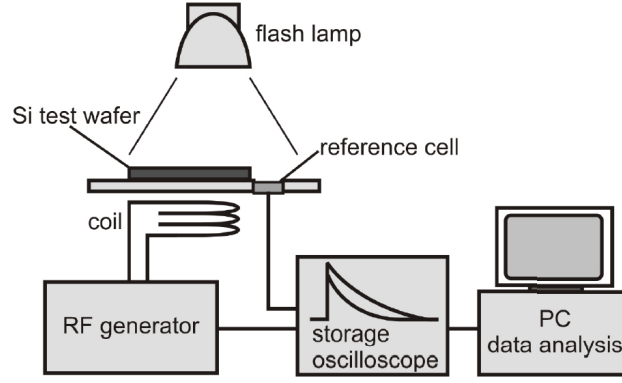 flash lamp
Si test wafer
reference cell
coil
RF generator
storage
oscilloscope
PC
data analysis